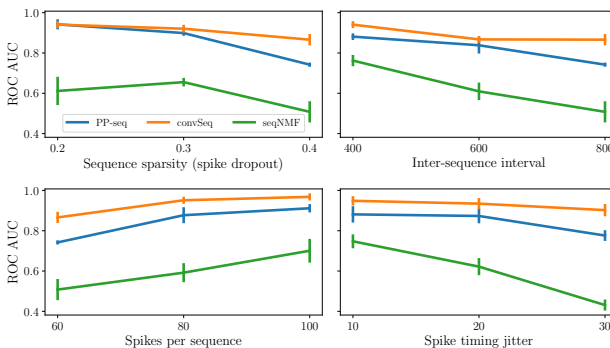 1.0
0.8
0.6
0.4
ROC AUC
PP-seq convSeq seqNMF
0.2 0.3 0.4
Sequence sparsity (spike dropout)
400 600 800
Inter-sequence interval
1.0
0.8
0.6
0.4
ROC AUC
60 80 100
Spikes per sequence
10 20 30
Spike timing jitter